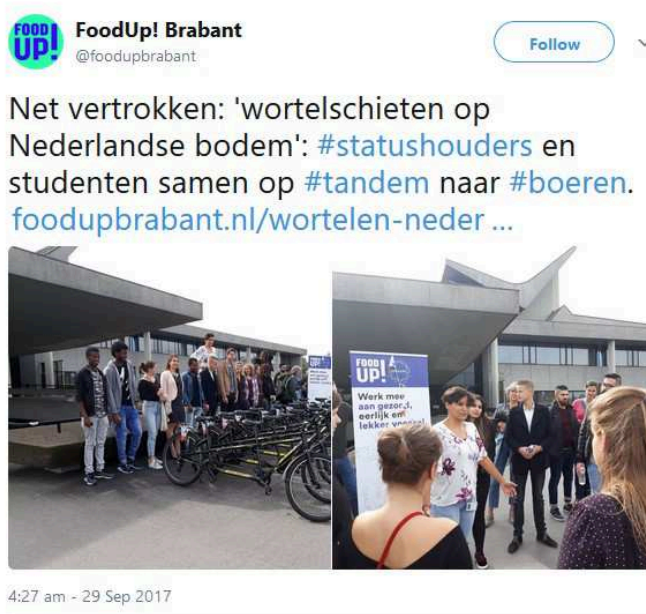 FOOD
UP!
FoodUp! Brabant
@foodupbrabant
Follow
Net vertrokken: 'wortelschieten op
Nederlandse bodem': #statushouders en
studenten samen op #tandem naar #boeren.
foodupbrabant.nl/wortelen-neder ...
FOOD
UP!
FOOD
UP!
Werk mee
aan gezond,
eerlijk en
lekker
4:27 am - 29 Sep 2017